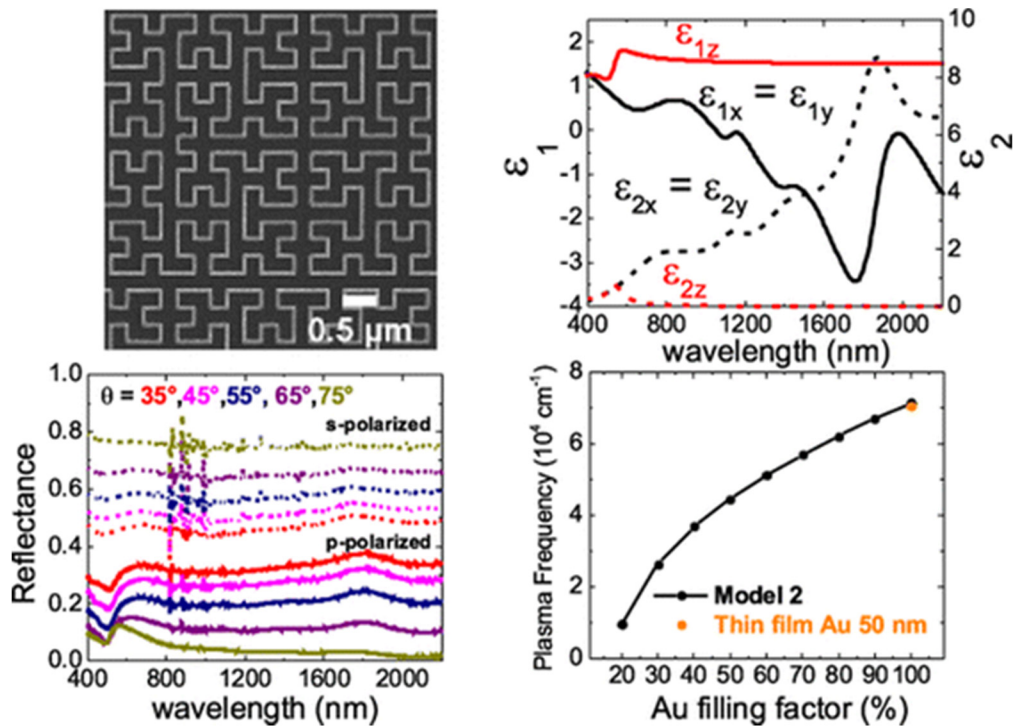 0.5 μm
2
1
0
-1
-2
-3
-4
ε1
ε1z
ε1x = ε1y
ε2x = ε2y
ε2z
10
8
6
4
2
0
ε2
400 800 1200 1600 2000
wavelength (nm)
θ = 35°,45°,55°, 65°,75°
s-polarized
p-polarized
1.0
0.8
0.6
0.4
0.2
0.0
Reflectance
400 800 1200 1600 2000
wavelength (nm)
8
6
4
2
0
Plasma Frequency (10⁴ cm⁻¹)
Model 2
Thin film Au 50 nm
20 30 40 50 60 70 80 90 100
Au filling factor (%)